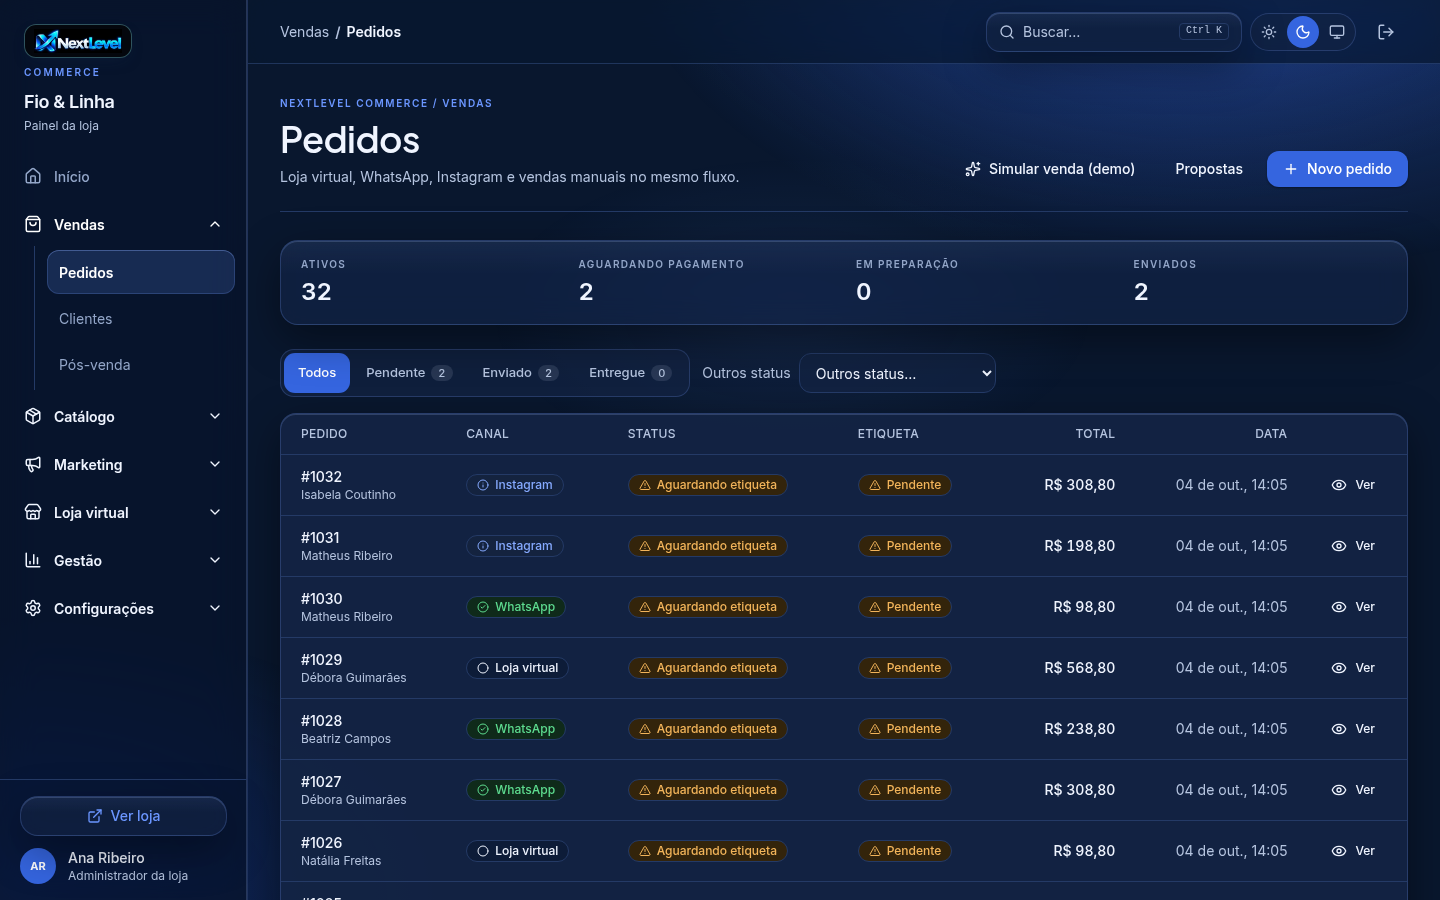 NextLevel
COMMERCE
Fio & Linha
Painel da loja
Início
Vendas
Pedidos
Clientes
Pós-venda
Catálogo
Marketing
Loja virtual
Gestão
Configurações
Ver loja
AR
Ana Ribeiro
Administrador da loja
Vendas / Pedidos
Buscar...
Ctrl K
NEXTLEVEL COMMERCE / VENDAS
Pedidos
Loja virtual, WhatsApp, Instagram e vendas manuais no mesmo fluxo.
Simular venda (demo)
Propostas
Novo pedido
ATIVOS
32
AGUARDANDO PAGAMENTO
2
EM PREPARAÇÃO
0
ENVIADOS
2
Todos
Pendente 2
Enviado 2
Entregue 0
Outros status
Outros status...
PEDIDO CANAL STATUS ETIQUETA TOTAL DATA
#1032
Isabela Coutinho
Instagram Aguardando etiqueta Pendente R$ 308,80 04 de out., 14:05 Ver
#1031
Matheus Ribeiro
Instagram Aguardando etiqueta Pendente R$ 198,80 04 de out., 14:05 Ver
#1030
Matheus Ribeiro
WhatsApp Aguardando etiqueta Pendente R$ 98,80 04 de out., 14:05 Ver
#1029
Débora Guimarães
Loja virtual Aguardando etiqueta Pendente R$ 568,80 04 de out., 14:05 Ver
#1028
Beatriz Campos
WhatsApp Aguardando etiqueta Pendente R$ 238,80 04 de out., 14:05 Ver
#1027
Débora Guimarães
WhatsApp Aguardando etiqueta Pendente R$ 308,80 04 de out., 14:05 Ver
#1026
Natália Freitas
Loja virtual Aguardando etiqueta Pendente R$ 98,80 04 de out., 14:05 Ver